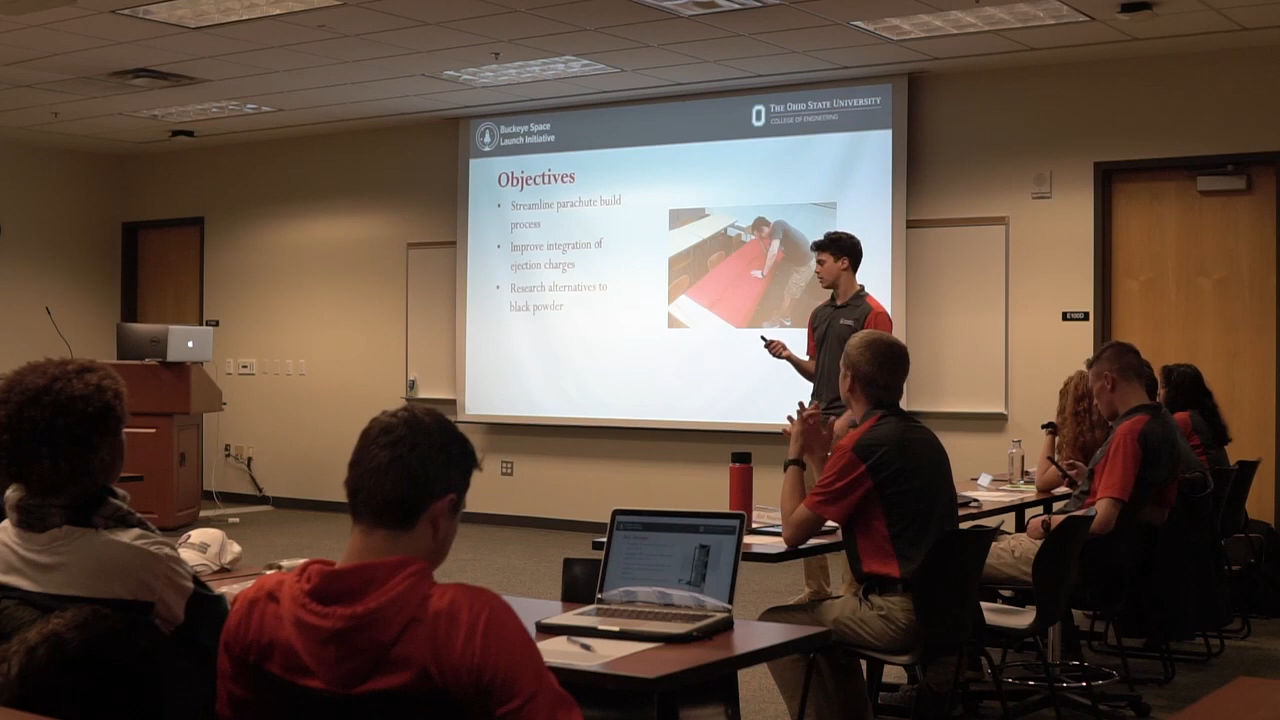 Buckeye Space
Launch Initiative
THE OHIO STATE UNIVERSITY
COLLEGE OF ENGINEERING
Objectives
• Streamline parachute build
process
• Improve integration of
ejection charges
• Research alternatives to
black powder
E100D